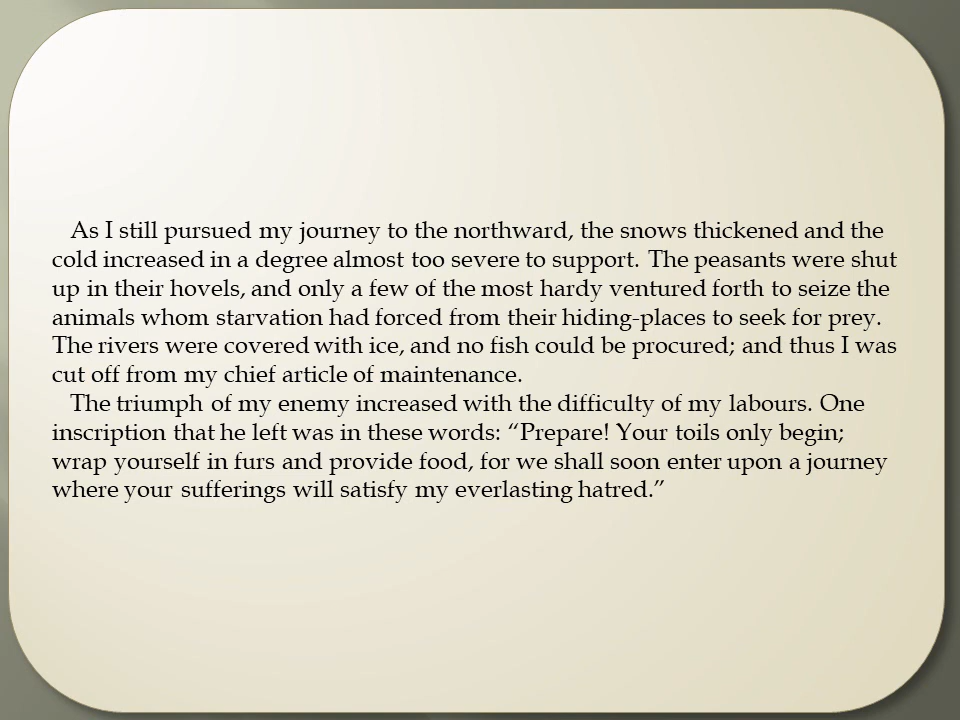 As I still pursued my journey to the northward, the snows thickened and the
cold increased in a degree almost too severe to support. The peasants were shut
up in their hovels, and only a few of the most hardy ventured forth to seize the
animals whom starvation had forced from their hiding-places to seek for prey.
The rivers were covered with ice, and no fish could be procured; and thus I was
cut off from my chief article of maintenance.
The triumph of my enemy increased with the difficulty of my labours. One
inscription that he left was in these words: “Prepare! Your toils only begin;
wrap yourself in furs and provide food, for we shall soon enter upon a journey
where your sufferings will satisfy my everlasting hatred.”